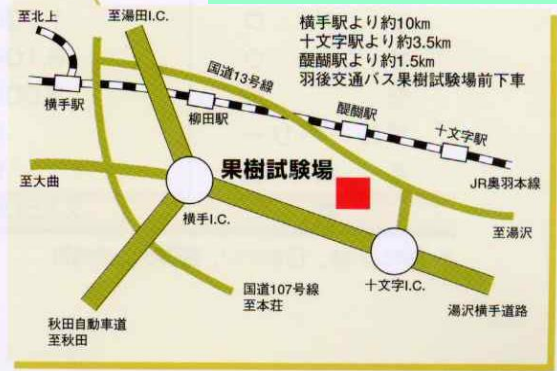 至北上
至湯田I.C.
横手駅より約10km
十文字駅より約3.5km
醍醐駅より約1.5km
羽後交通バス果樹試験場前下車
国道13号線
横手駅
柳田駅
醍醐駅
十文字駅
JR奥羽本線
至大曲
果樹試験場
横手I.C.
至湯沢
国道107号線
至本荘
十文字I.C.
秋田自動車道
至秋田
湯沢横手道路